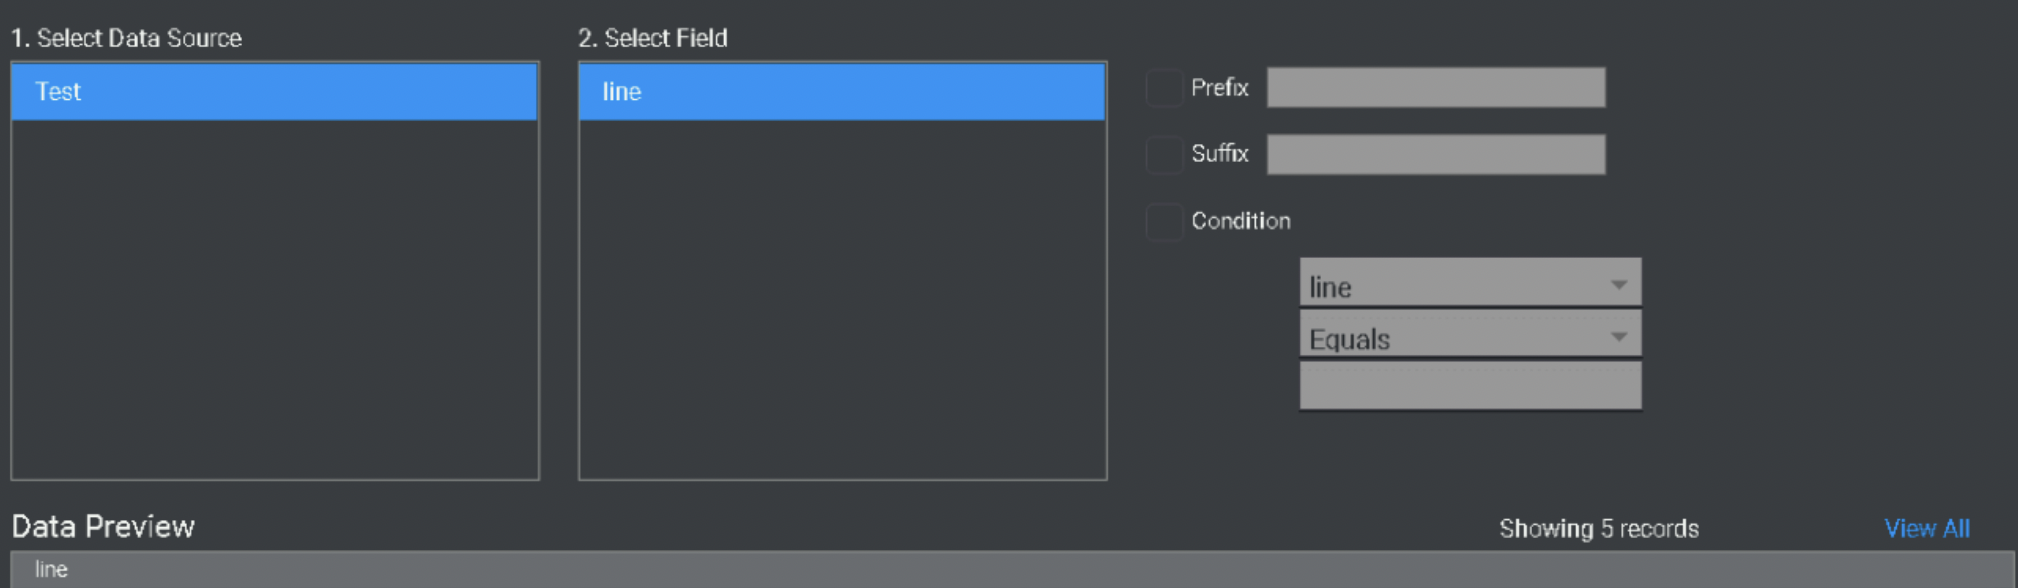 1. Select Data Source
Test
2. Select Field
line
Prefix
Suffix
Condition
line
Equals
Data Preview
Showing 5 records
View All
line